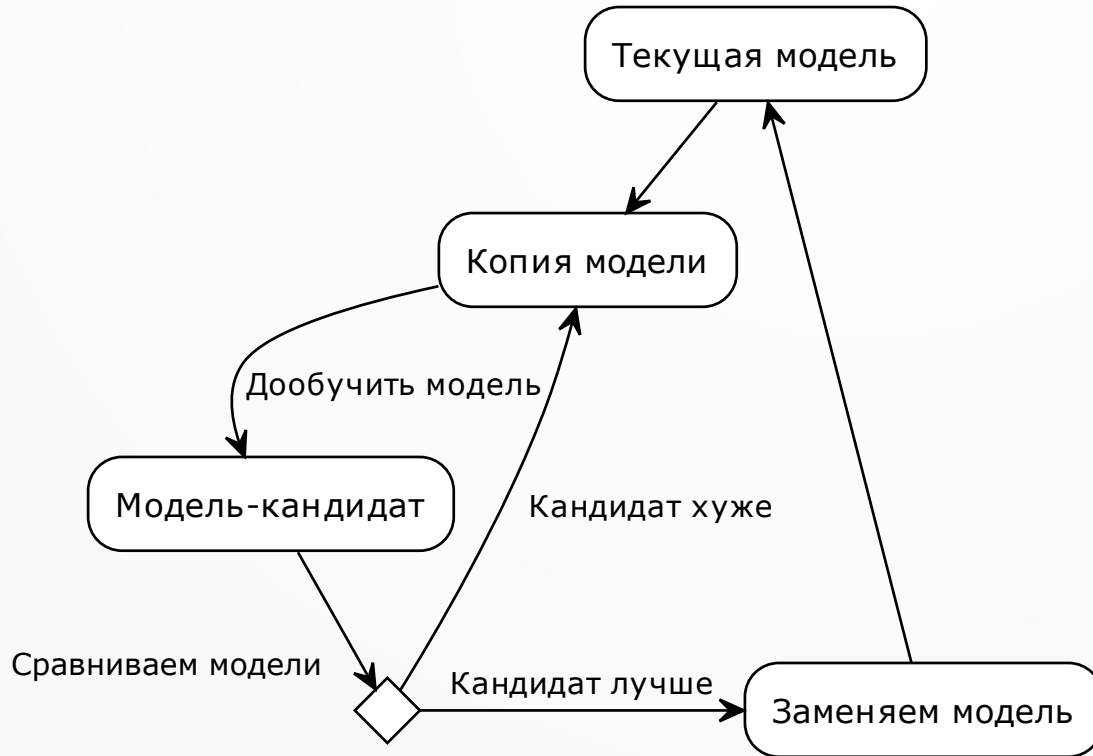 Текущая модель
Копия модели
Дообучить модель
Модель-кандидат
Кандидат хуже
Сравниваем модели
Кандидат лучше
Заменяем модель